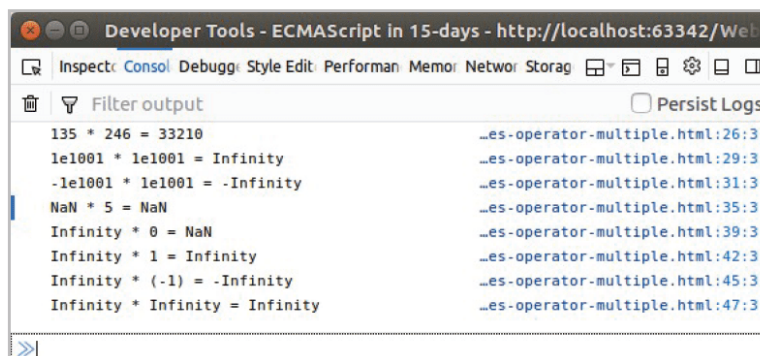 Developer Tools - ECMAScript in 15-days - http://localhost:63342/Web
Inspecto Consol Debugge Style Edit Performan Memor Networ Storag
Filter output Persist Logs
135 * 246 = 33210 …es-operator-multiple.html:26:3
1e1001 * 1e1001 = Infinity …es-operator-multiple.html:29:3
-1e1001 * 1e1001 = -Infinity …es-operator-multiple.html:31:3
NaN * 5 = NaN …es-operator-multiple.html:35:3
Infinity * 0 = NaN …es-operator-multiple.html:39:3
Infinity * 1 = Infinity …es-operator-multiple.html:42:3
Infinity * (-1) = -Infinity …es-operator-multiple.html:45:3
Infinity * Infinity = Infinity …es-operator-multiple.html:47:3